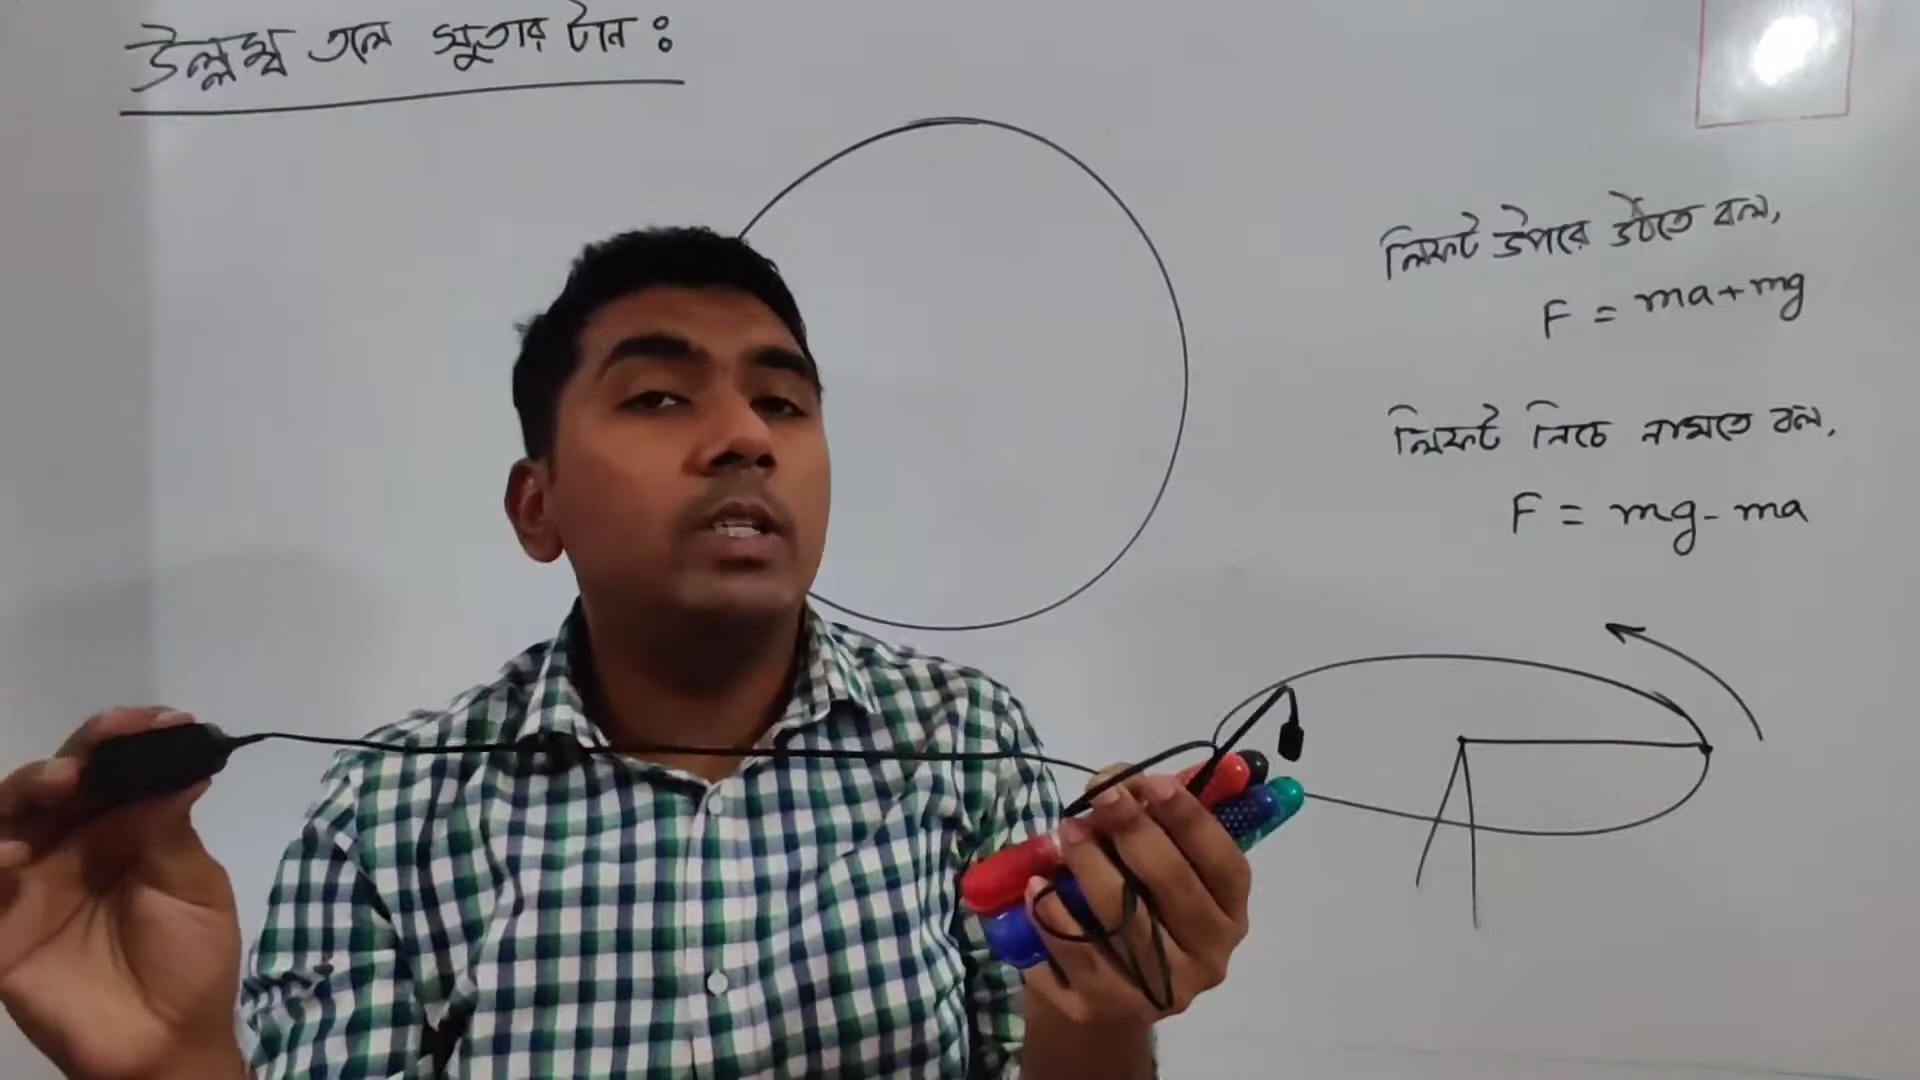 উল্লম্ব তলে সুতার টান :
লিফট উপরে উঠতে বল,
F = ma + mg
লিফট নিচে নামতে বল,
F = mg - ma